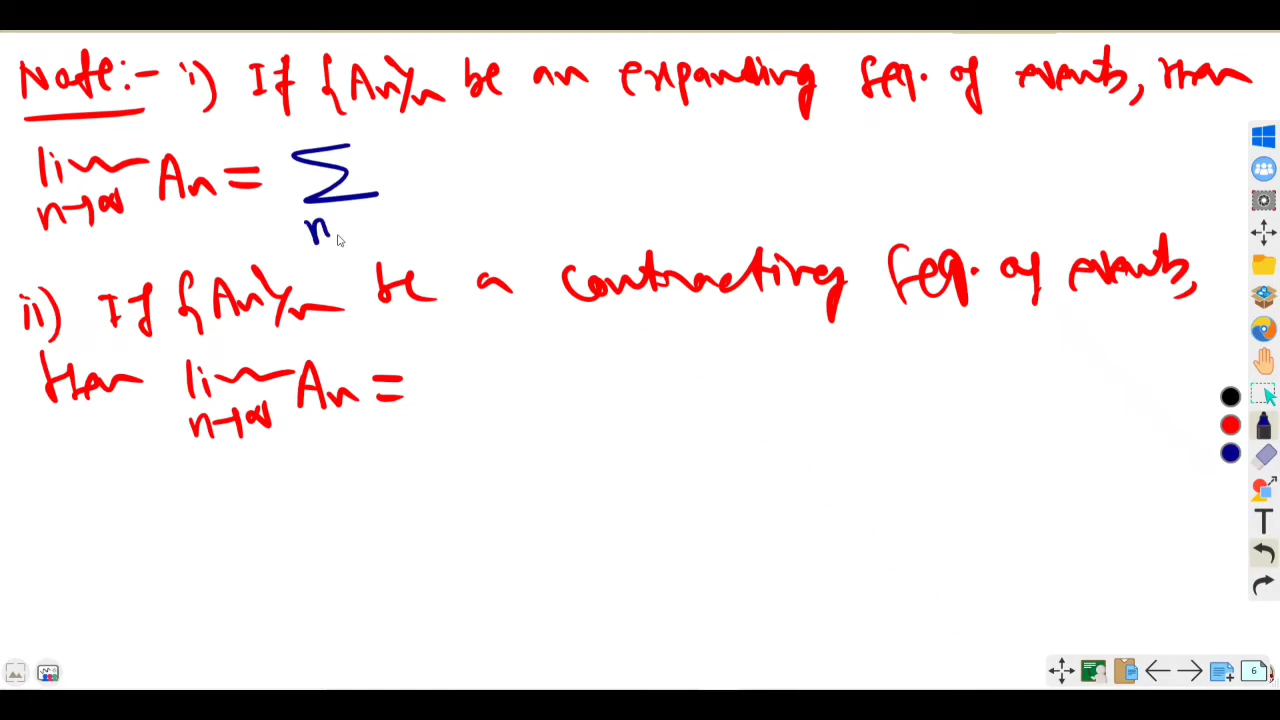 Note:- i) If {An}n be an expanding seq. of events, then
lim n→∞ An = ∑ n
ii) If {An}n be a contracting seq. of events,
then lim n→∞ An =
6